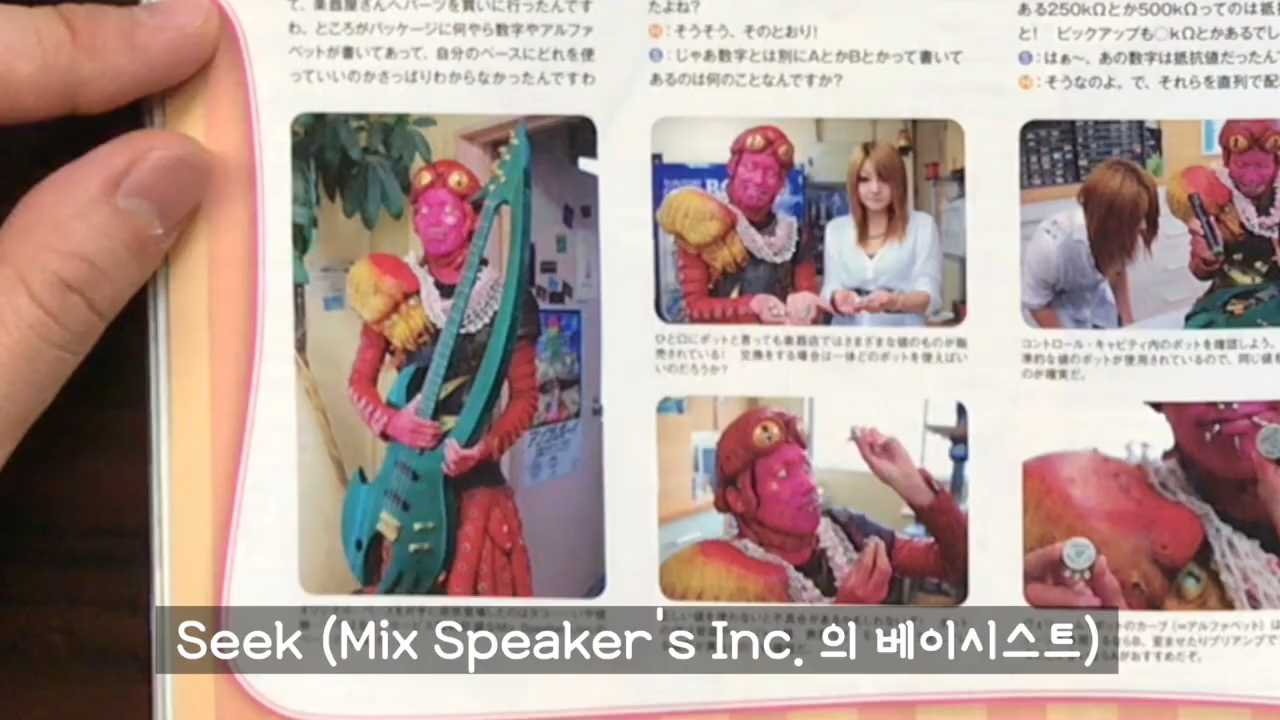 て、楽器屋さんへパーツを買いに行ったんです
わ。ところがパッケージに何やら数字やアルファ
ベットが書いてあって、自分のベースにどれを使
っていいのかさっぱりわからなかったんですわ
たよね?
H:そうそう、そのとおり!
S:じゃあ数字とは別にAとかBとかって書いて
あるのは何のことなんですか?
ある250kΩとか500kΩってのは抵
と! ピックアップも○kΩとかあるでし
S:はぁ〜、あの数字は抵抗値だったん
H:そうなのよ。で、それらを直列で配
ひと口にポットと言っても楽器店ではさまざまな値のものが販
売されている! 交換をする場合は一体どのポットを使えばい
いのだろうか?
コントロール・キャビティ内のポットを確認しよう。
準的な値のポットが使用されているので、同じ値
のが確実だ。
Seek (Mix Speaker's Inc. 의 베이시스트)